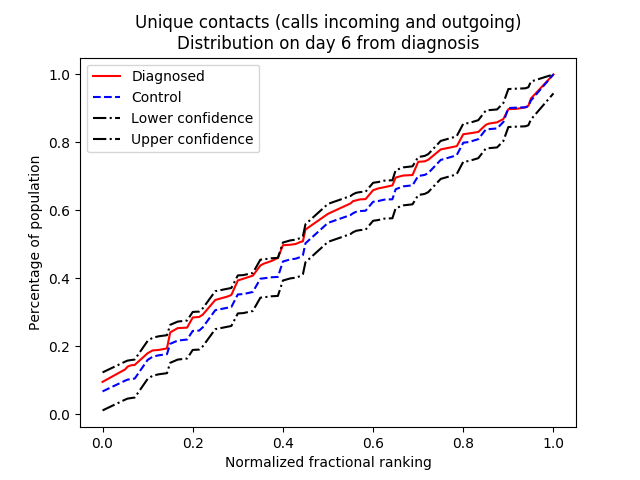 Unique contacts (calls incoming and outgoing)
Distribution on day 6 from diagnosis
Diagnosed
Control
Lower confidence
Upper confidence
Percentage of population
1.0
0.8
0.6
0.4
0.2
0.0
0.0 0.2 0.4 0.6 0.8 1.0
Normalized fractional ranking